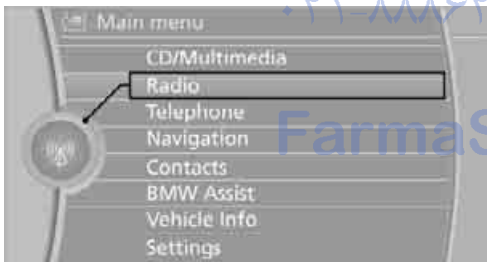 Main menu
CD/Multimedia
Radio
Telephone
Navigation
Contacts
BMW Assist
Vehicle Info
Settings
FarmaS